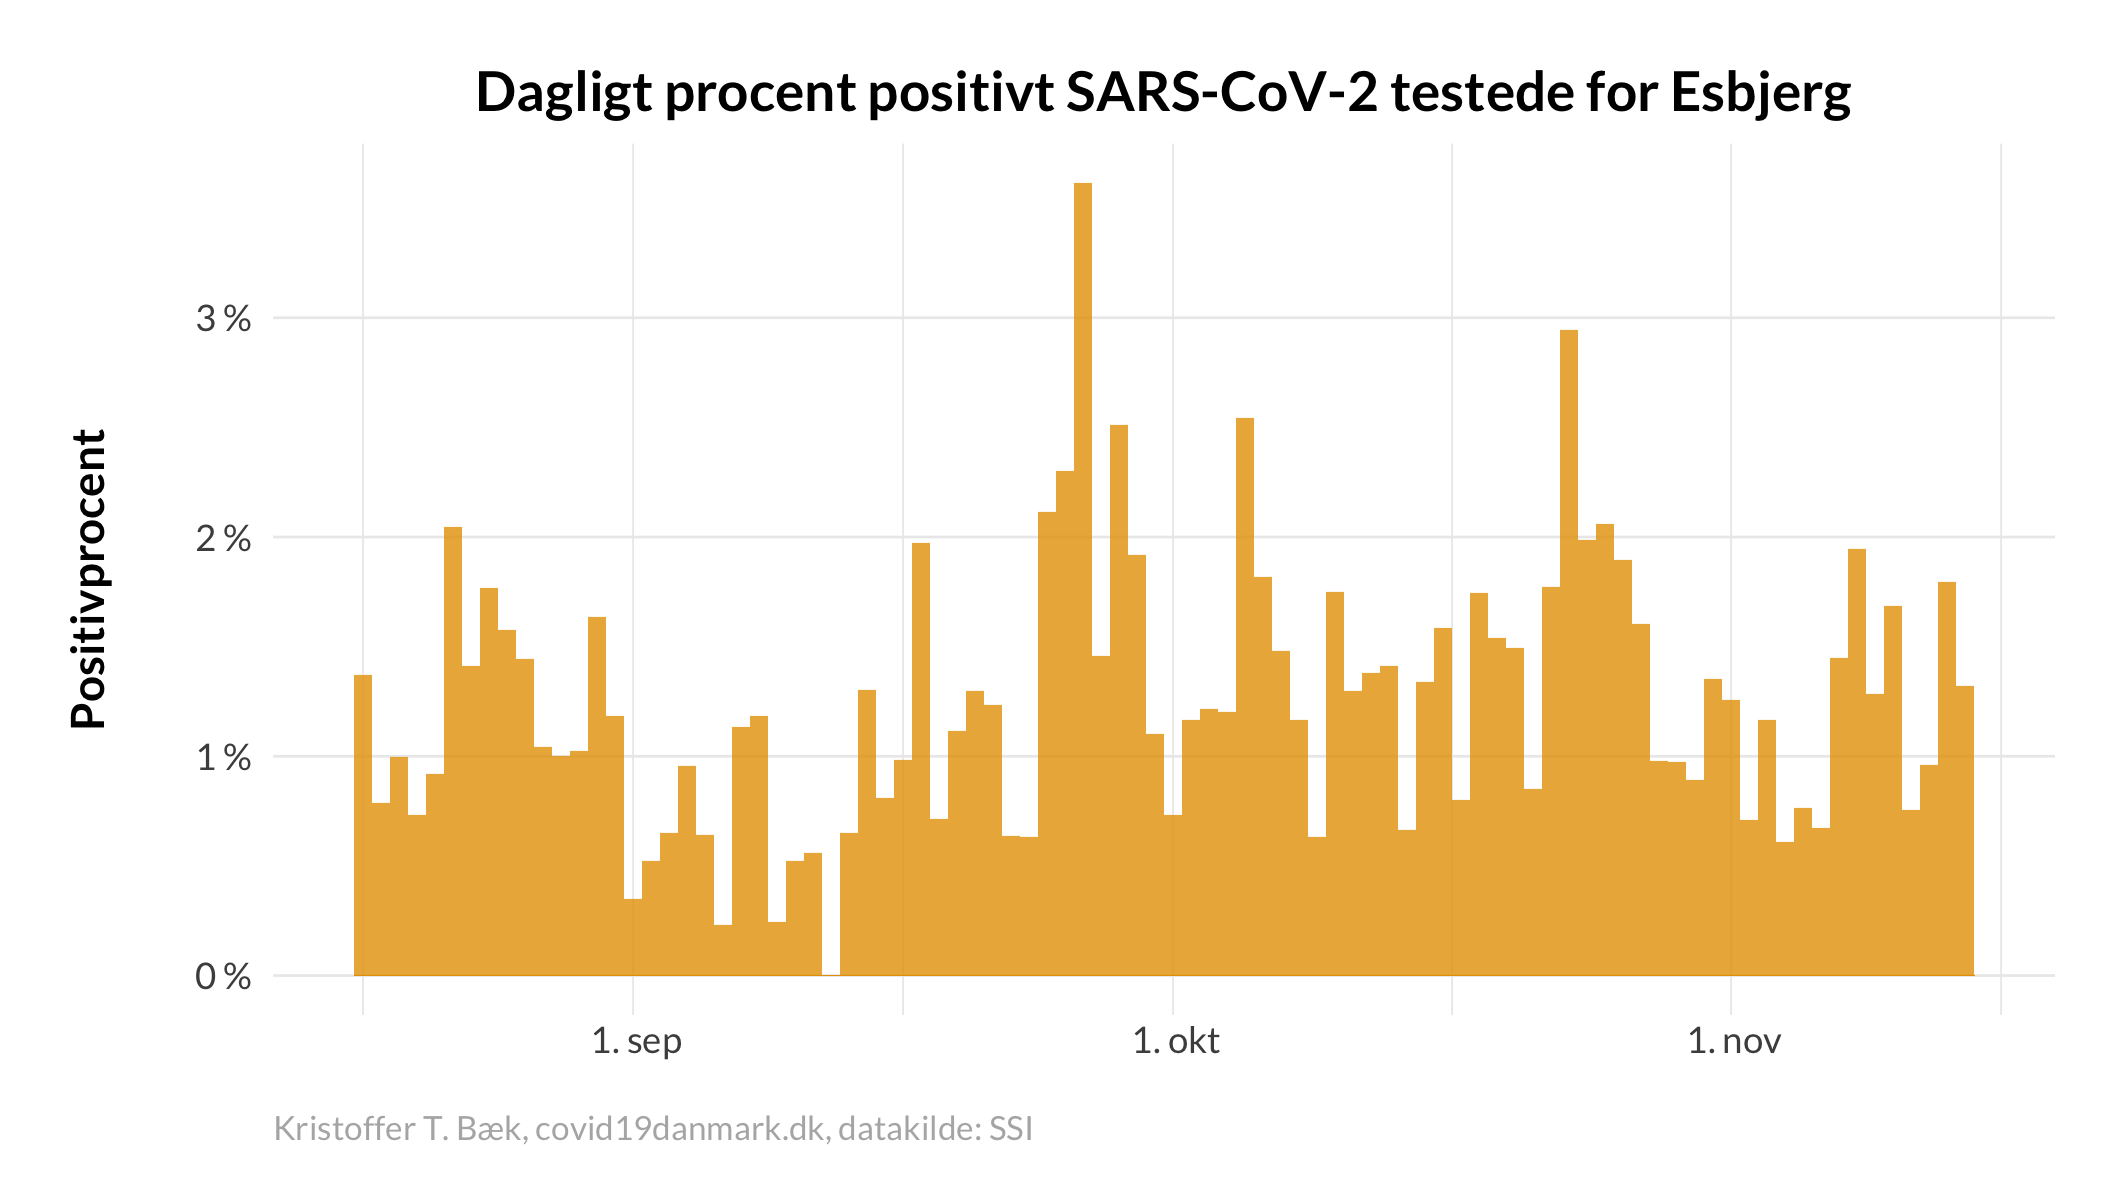 Dagligt procent positivt SARS-CoV-2 testede for Esbjerg
Positivprocent
3 %
2 %
1 %
0 %
1. sep
1. okt
1. nov
Kristoffer T. Bæk, covid19danmark.dk, datakilde: SSI